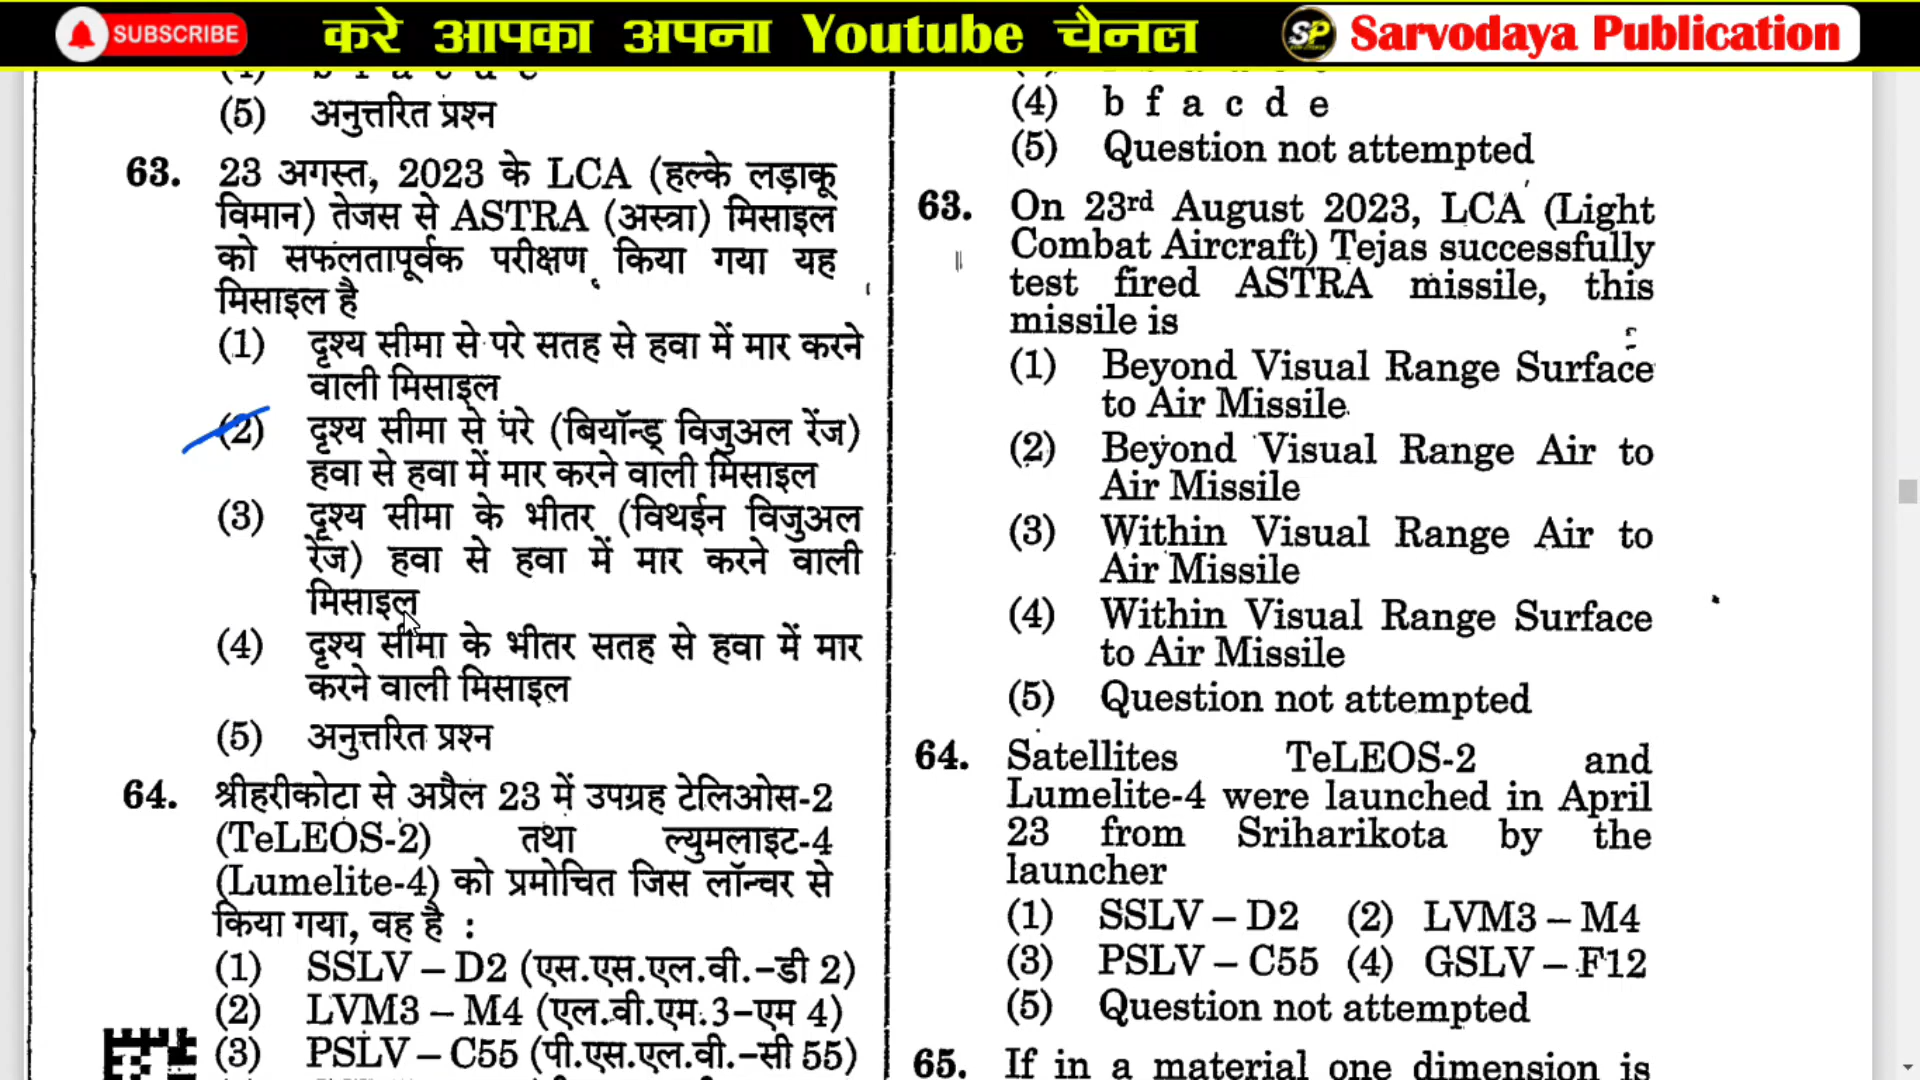 SUBSCRIBE करे आपका अपना Youtube चैनल SP Sarvodaya Publication
(5) अनुत्तरित प्रश्न
63. 23 अगस्त, 2023 के LCA (हल्के लड़ाकू
विमान) तेजस से ASTRA (अस्त्रा) मिसाइल
को सफलतापूर्वक परीक्षण किया गया यह
मिसाइल है
(1) दृश्य सीमा से परे सतह से हवा में मार करने
वाली मिसाइल
(2) दृश्य सीमा से परे (बियॉन्ड् विजुअल रेंज)
हवा से हवा में मार करने वाली मिसाइल
(3) दृश्य सीमा के भीतर (विथईन विजुअल
रेंज) हवा से हवा में मार करने वाली
मिसाइल
(4) दृश्य सीमा के भीतर सतह से हवा में मार
करने वाली मिसाइल
(5) अनुत्तरित प्रश्न
64. श्रीहरीकोटा से अप्रैल 23 में उपग्रह टेलिओस-2
(TeLEOS-2) तथा ल्युमलाइट-4
(Lumelite-4) को प्रमोचित जिस लॉन्चर से
किया गया, वह है :
(1) SSLV – D2 (एस.एस.एल.वी.–डी 2)
(2) LVM3 – M4 (एल.वी.एम.3–एम 4)
(3) PSLV – C55 (पी.एस.एल.वी.–सी 55)
(4) b f a c d e
(5) Question not attempted
63. On 23rd August 2023, LCA (Light
Combat Aircraft) Tejas successfully
test fired ASTRA missile, this
missile is
(1) Beyond Visual Range Surface
to Air Missile
(2) Beyond Visual Range Air to
Air Missile
(3) Within Visual Range Air to
Air Missile
(4) Within Visual Range Surface
to Air Missile
(5) Question not attempted
64. Satellites TeLEOS-2 and
Lumelite-4 were launched in April
23 from Sriharikota by the
launcher
(1) SSLV – D2 (2) LVM3 – M4
(3) PSLV – C55 (4) GSLV – F12
(5) Question not attempted
65. If in a material one dimension is